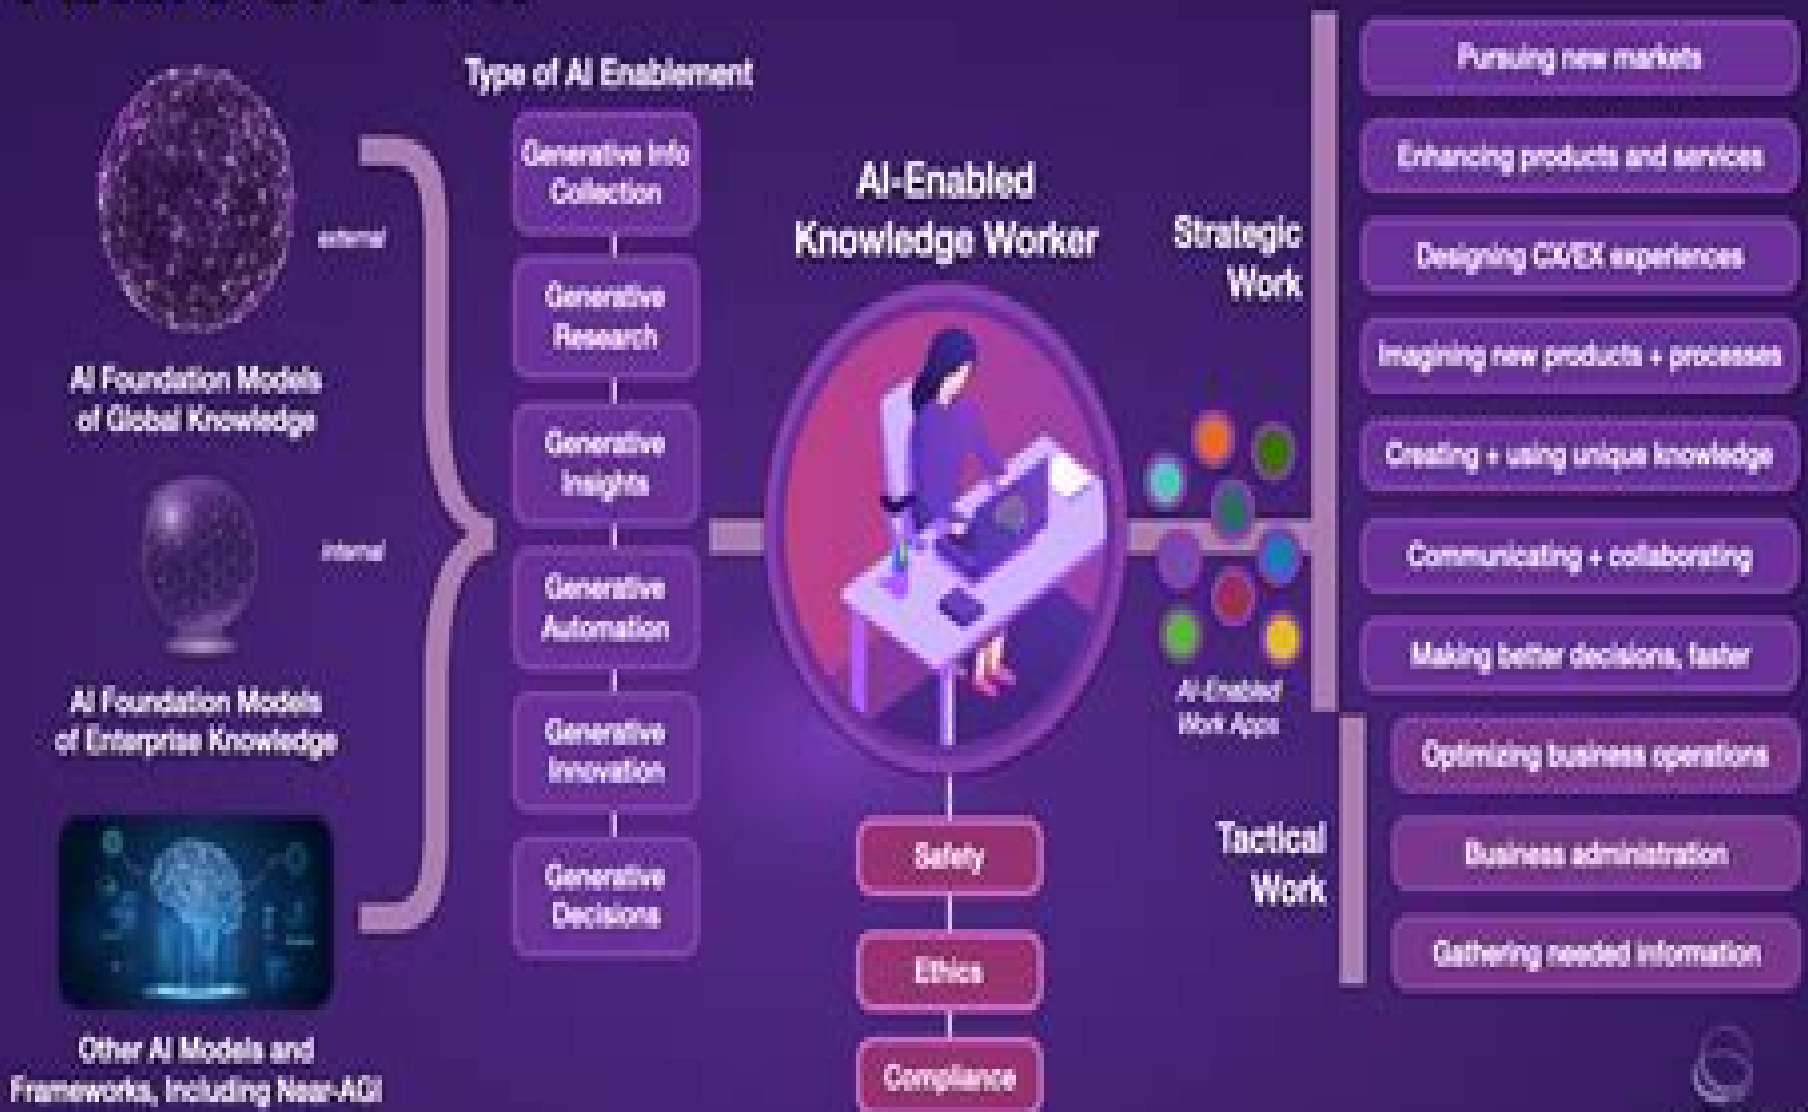 Type of AI Enablement
external
AI Foundation Models
of Global Knowledge
internal
AI Foundation Models
of Enterprise Knowledge
Other AI Models and
Frameworks, Including Near-AGI
Generative Info
Collection
Generative
Research
Generative
Insights
Generative
Automation
Generative
Innovation
Generative
Decisions
AI-Enabled
Knowledge Worker
Safety
Ethics
Compliance
AI-Enabled
Work Apps
Strategic
Work
Pursuing new markets
Enhancing products and services
Designing CX/EX experiences
Imagining new products + processes
Creating + using unique knowledge
Communicating + collaborating
Making better decisions, faster
Tactical
Work
Optimizing business operations
Business administration
Gathering needed information